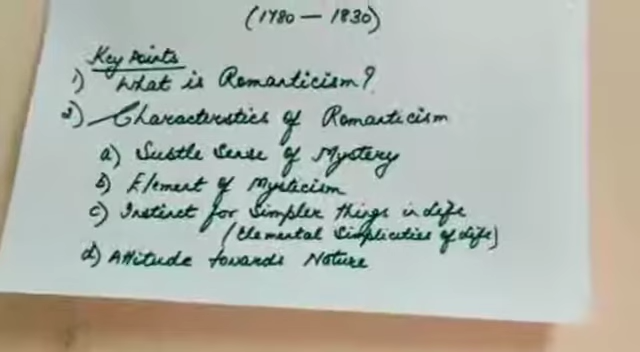 (1780 — 1830)
Key Points
1) What is Romanticism?
2) Characteristics of Romanticism
a) Subtle Sense of Mystery
b) Element of Mysticism
c) Instinct for Simpler things in life
(Elemental Simplicities of life)
d) Attitude towards Nature